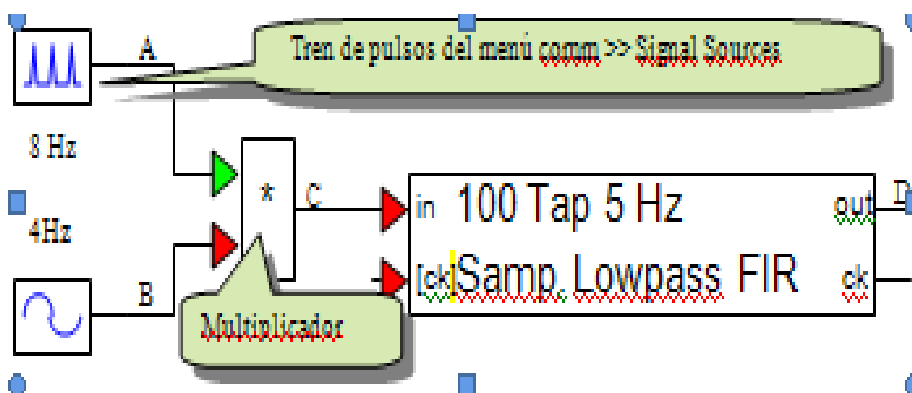 A
Tren de pulsos del menú comm >> Signal Sources
8 Hz
*
C
in 100 Tap 5 Hz out D
4Hz
[ck]Samp. Lowpass FIR ck
B
Multiplicador